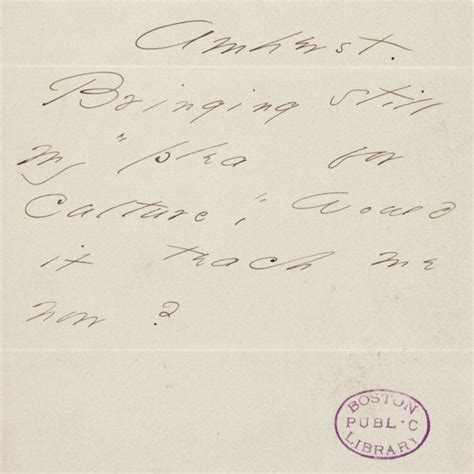 Amherst.
Bringing still
my "plea for
Culture", Would
it teach me
now?
BOSTON
PUBLIC
LIBRARY